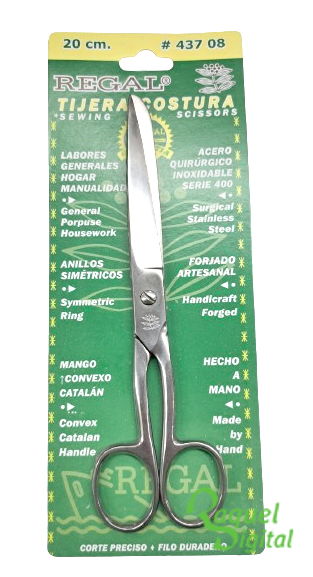 20 cm. # 437 08
REGAL®
TIJERA COSTURA
SEWING SCISSORS
LABORES
GENERALES
HOGAR
MANUALIDAD
General
Porpuse
Housework
ACERO
QUIRÚRGICO
INOXIDABLE
SERIE 400
Surgical
Stainless
Steel
ANILLOS
SIMÉTRICOS
Symmetric
Ring
FORJADO
ARTESANAL
Handicraft
Forged
MANGO
CONVEXO
CATALÁN
Convex
Catalan
Handle
HECHO
A
MANO
Made
by
Hand
REGAL
Raquel
Digital
CORTE PRECISO ♦ FILO DURADE